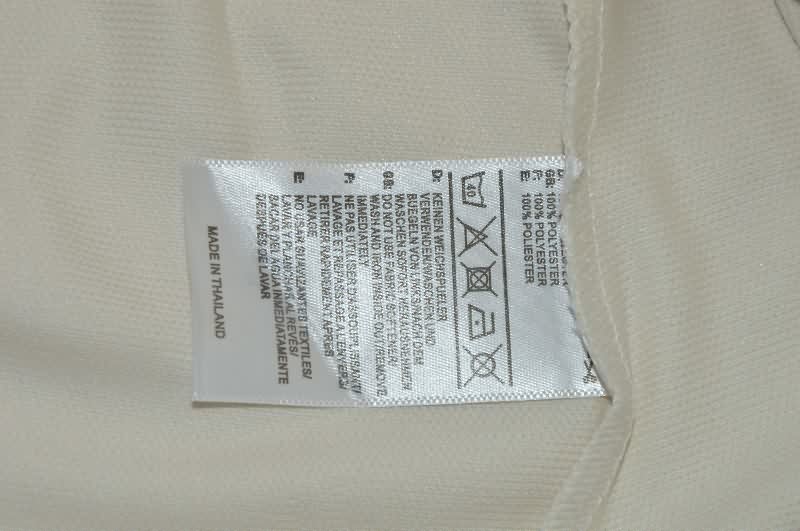 GB: 100% POLYESTER
F: 100% POLYESTER
E: 100% POLIESTER
40
D: KEINEN WEICHSPUELER
VERWENDEN/WASCHEN UND
BUEGELN VON LINKS/NACH DEM
WASCHEN SOFORT HERAUSNEHMEN
GB: DO NOT USE FABRIC SOFTENER/
WASH AND IRON INSIDE OUT/REMOVE
IMMEDIATELY
F: NE PAS UTILISER D'ASSOUPLISSANT/
LAVAGE ET REPASSAGE A L'ENVERS/
RETIRER RAPIDEMENT APRES
LAVAGE
E: NO USAR SUAVIZANTES TEXTILES/
LAVAR Y PLANCHAR AL REVÉS/
SACAR DEL AGUA INMEDIATAMENTE
DESPUÉS DE LAVAR
MADE IN THAILAND